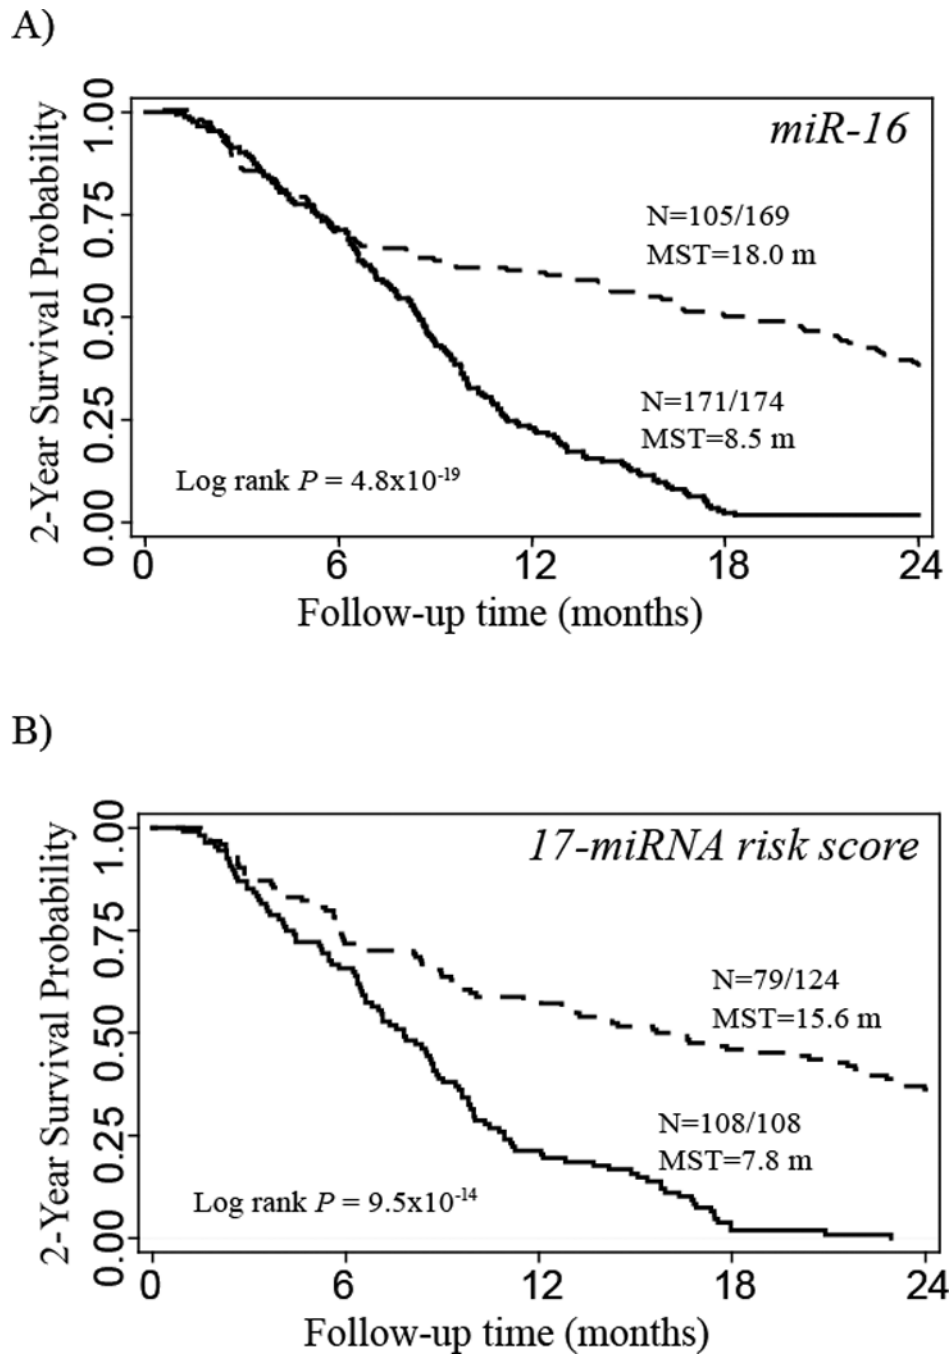 A)
miR-16
N=105/169
MST=18.0 m
N=171/174
MST=8.5 m
Log rank P = 4.8x10⁻¹⁹
2-Year Survival Probability
1.00
0.75
0.50
0.25
0.00
0 6 12 18 24
Follow-up time (months)
B)
17-miRNA risk score
N=79/124
MST=15.6 m
N=108/108
MST=7.8 m
Log rank P = 9.5x10⁻¹⁴
2-Year Survival Probability
1.00
0.75
0.50
0.25
0.00
0 6 12 18 24
Follow-up time (months)